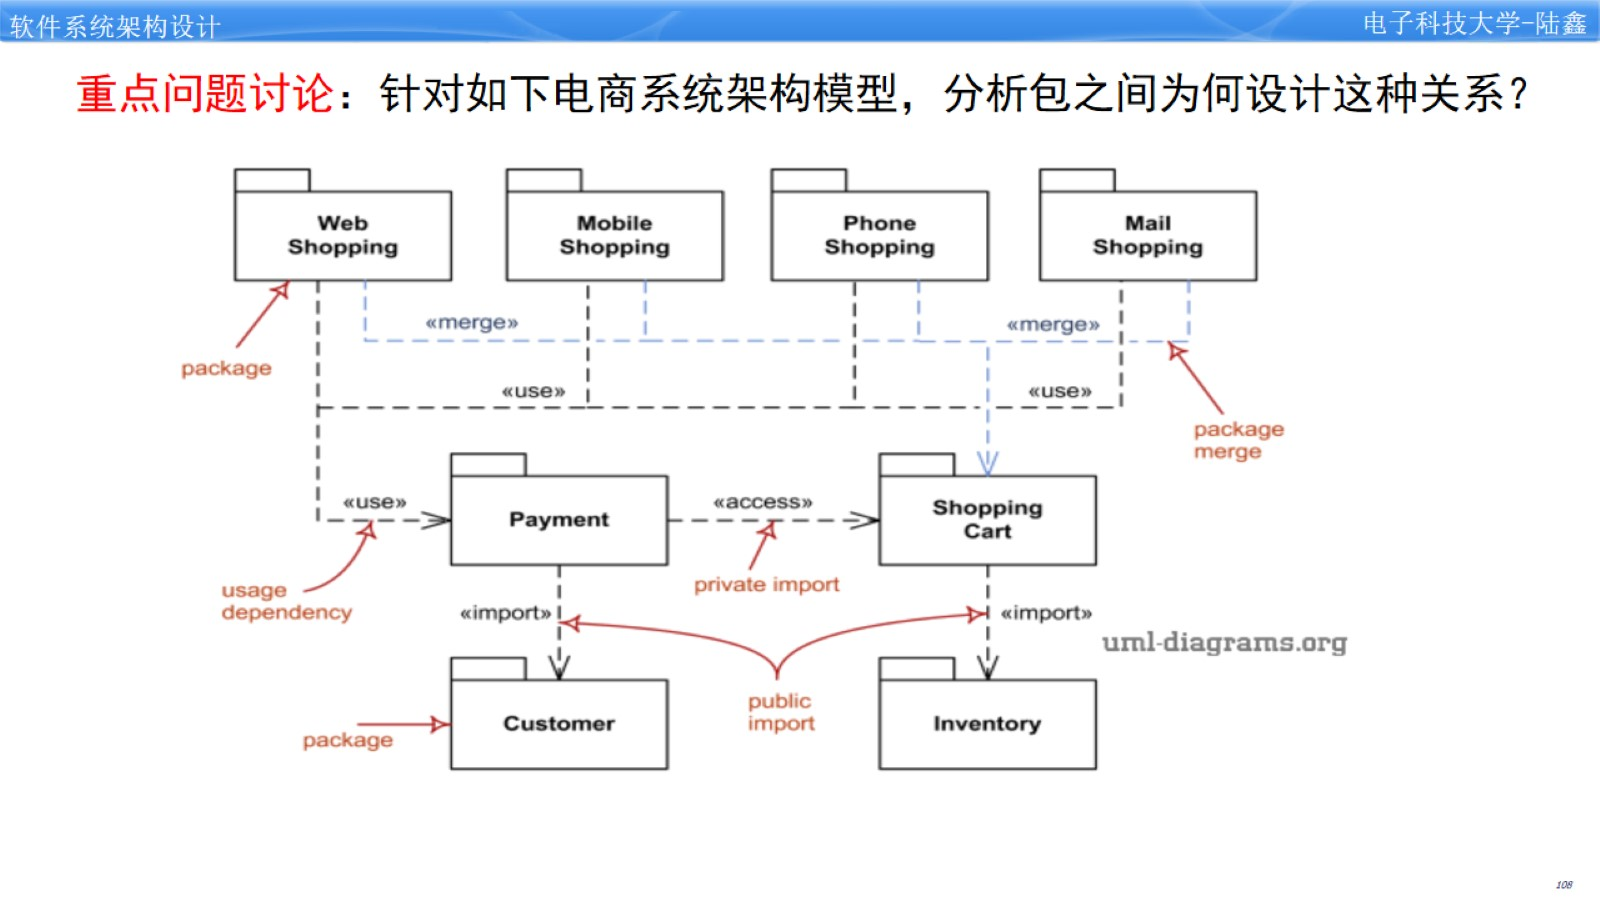 软件系统架构设计
电子科技大学-陆鑫
重点问题讨论：针对如下电商系统架构模型，分析包之间为何设计这种关系？
Web
Shopping
Mobile
Shopping
Phone
Shopping
Mail
Shopping
«merge»
«merge»
package
«use»
«use»
package
merge
«use»
Payment
«access»
Shopping
Cart
usage
dependency
private import
«import»
«import»
uml-diagrams.org
public
import
Customer
Inventory
package
108